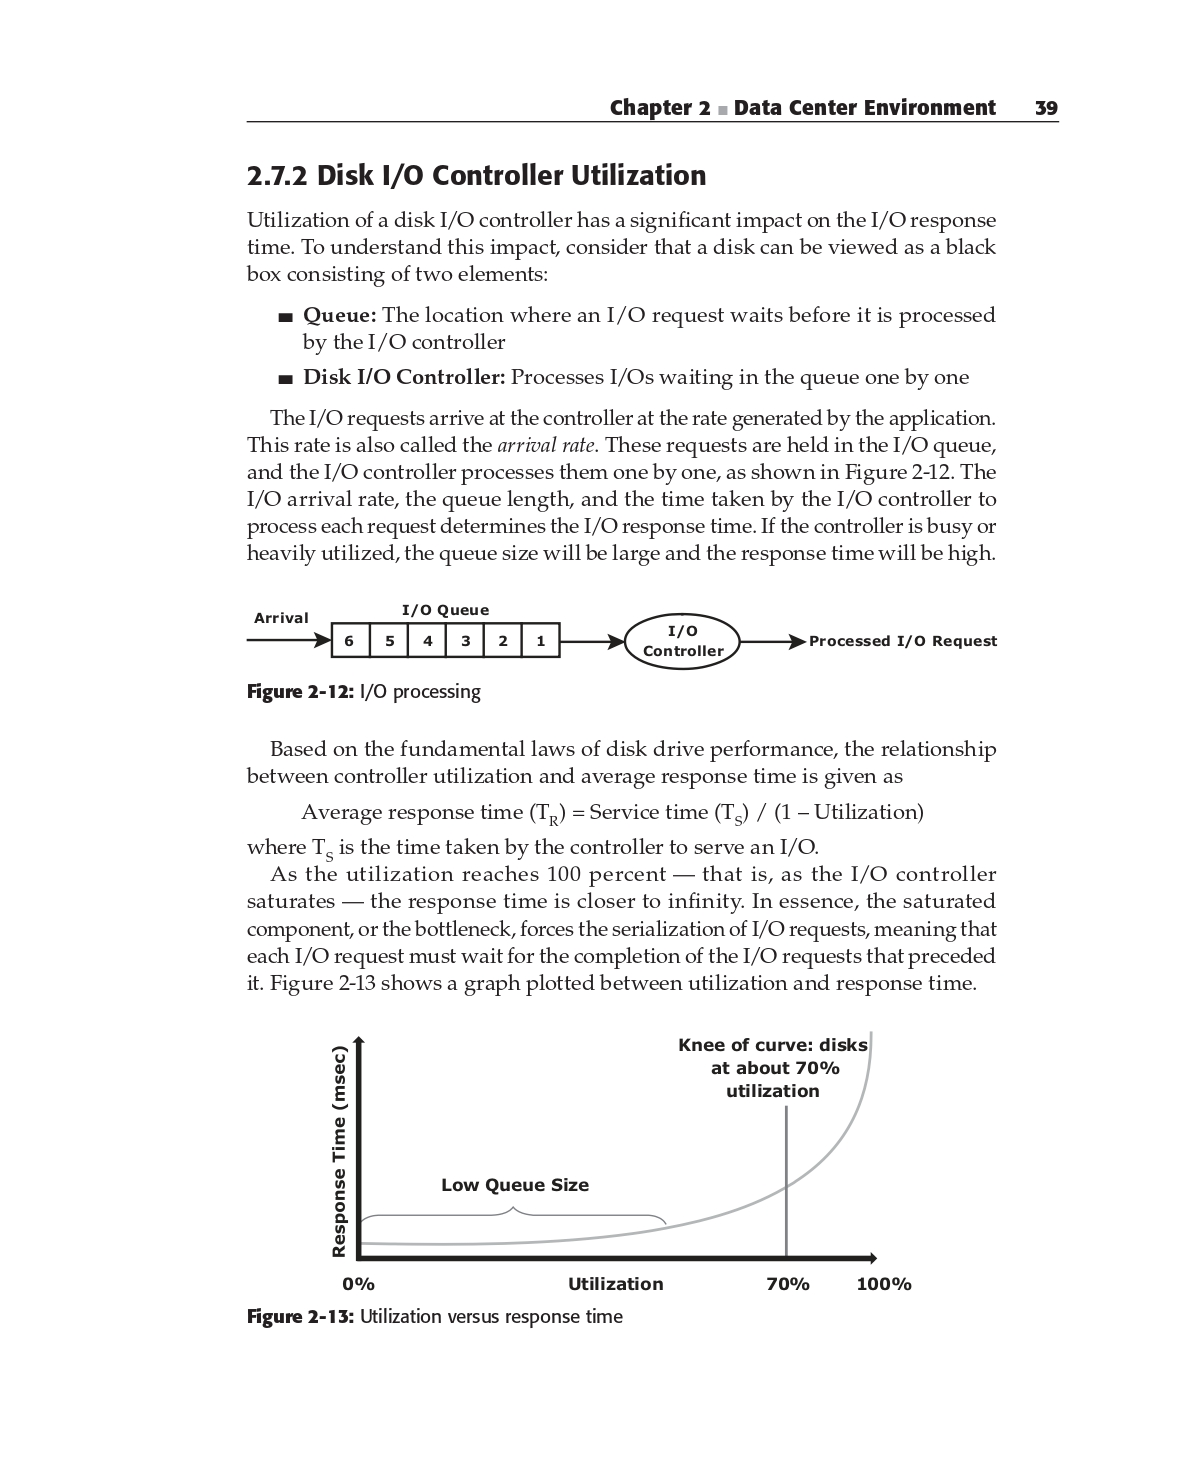 Chapter 2 ■ Data Center Environment 39
2.7.2 Disk I/O Controller Utilization
Utilization of a disk I/O controller has a significant impact on the I/O response
time. To understand this impact, consider that a disk can be viewed as a black
box consisting of two elements:
■ Queue: The location where an I/O request waits before it is processed
by the I/O controller
■ Disk I/O Controller: Processes I/Os waiting in the queue one by one
The I/O requests arrive at the controller at the rate generated by the application.
This rate is also called the arrival rate. These requests are held in the I/O queue,
and the I/O controller processes them one by one, as shown in Figure 2-12. The
I/O arrival rate, the queue length, and the time taken by the I/O controller to
process each request determines the I/O response time. If the controller is busy or
heavily utilized, the queue size will be large and the response time will be high.
I/O Queue
Arrival
6 5 4 3 2 1
I/O
Controller
Processed I/O Request
Figure 2-12: I/O processing
Based on the fundamental laws of disk drive performance, the relationship
between controller utilization and average response time is given as
Average response time (TR) = Service time (TS) / (1 – Utilization)
where TS is the time taken by the controller to serve an I/O.
As the utilization reaches 100 percent — that is, as the I/O controller
saturates — the response time is closer to infinity. In essence, the saturated
component, or the bottleneck, forces the serialization of I/O requests, meaning that
each I/O request must wait for the completion of the I/O requests that preceded
it. Figure 2-13 shows a graph plotted between utilization and response time.
Knee of curve: disks
at about 70%
utilization
Response Time (msec)
Low Queue Size
0% Utilization 70% 100%
Figure 2-13: Utilization versus response time